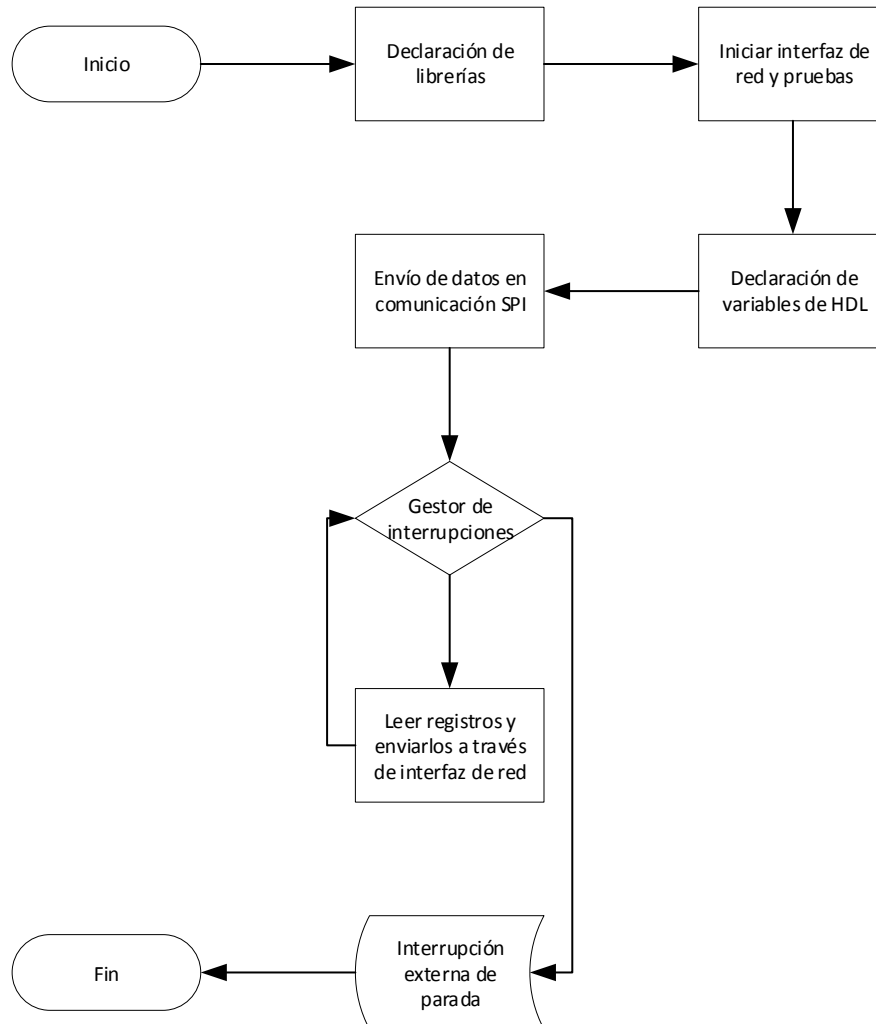 Inicio
Declaración de
librerías
Iniciar interfaz de
red y pruebas
Declaración de
variables de HDL
Envío de datos en
comunicación SPI
Gestor de
interrupciones
Leer registros y
enviarlos a través
de interfaz de red
Interrupción
externa de
parada
Fin